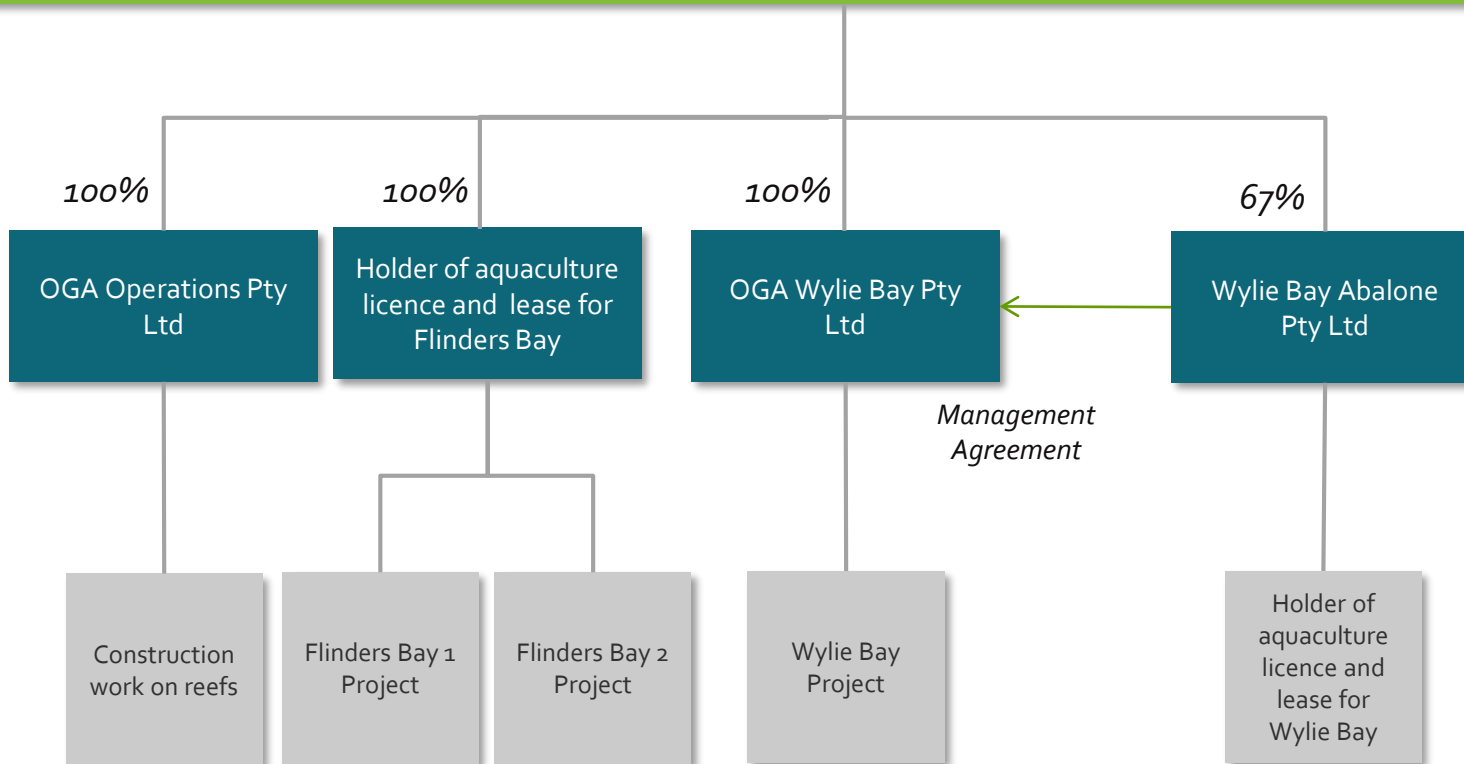 100%
100%
100%
67%
OGA Operations Pty
Ltd
Holder of aquaculture
licence and lease for
Flinders Bay
OGA Wylie Bay Pty
Ltd
Wylie Bay Abalone
Pty Ltd
Management
Agreement
Construction
work on reefs
Flinders Bay 1
Project
Flinders Bay 2
Project
Wylie Bay
Project
Holder of
aquaculture
licence and
lease for
Wylie Bay